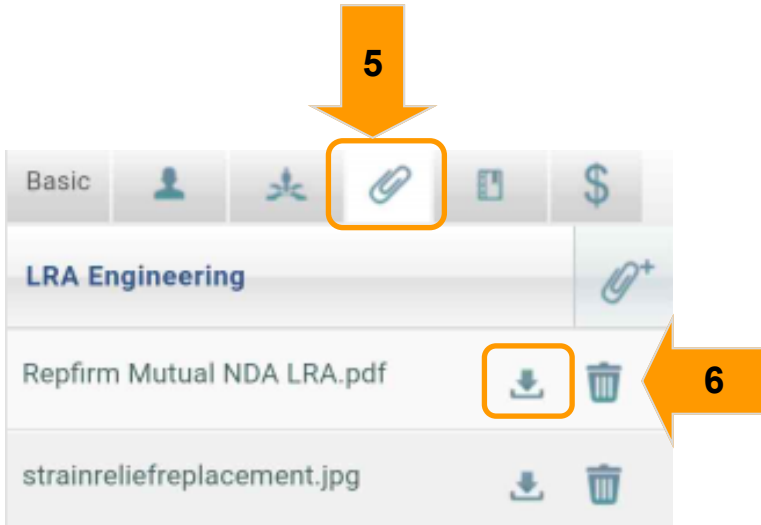 5
Basic $
LRA Engineering
Repfirm Mutual NDA LRA.pdf
6
strainreliefreplacement.jpg